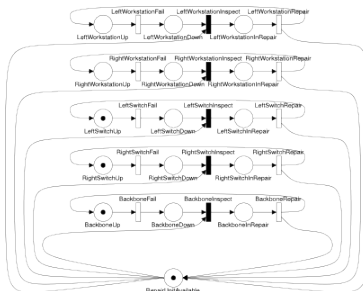 LeftWorkstationFail LeftWorkstationInspect LeftWorkstationRepair
LeftWorkstationUp LeftWorkstationDown LeftWorkstationInRepair
RightWorkstationFail RightWorkstationInspect RightWorkstationRepair
RightWorkstationUp RightWorkstationDown RightWorkstationInRepair
LeftSwitchFail LeftSwitchInspect LeftSwitchRepair
LeftSwitchUp LeftSwitchDown LeftSwitchInRepair
RightSwitchFail RightSwitchInspect RightSwitchRepair
RightSwitchUp RightSwitchDown RightSwitchInRepair
BackboneFail BackboneInspect BackboneRepair
BackboneUp BackboneDown BackboneInRepair